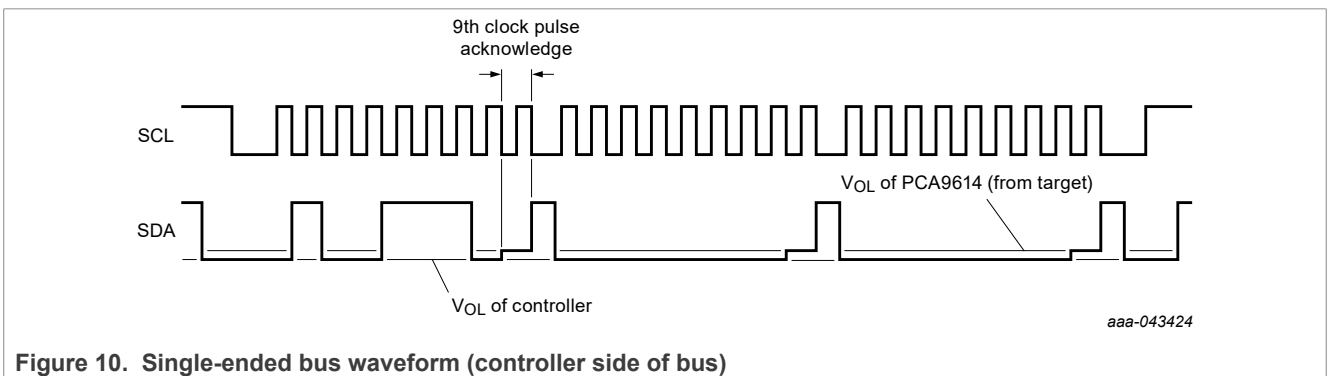 9th clock pulse
acknowledge
SCL
VOL of PCA9614 (from target)
SDA
VOL of controller
aaa-043424
Figure 10. Single-ended bus waveform (controller side of bus)